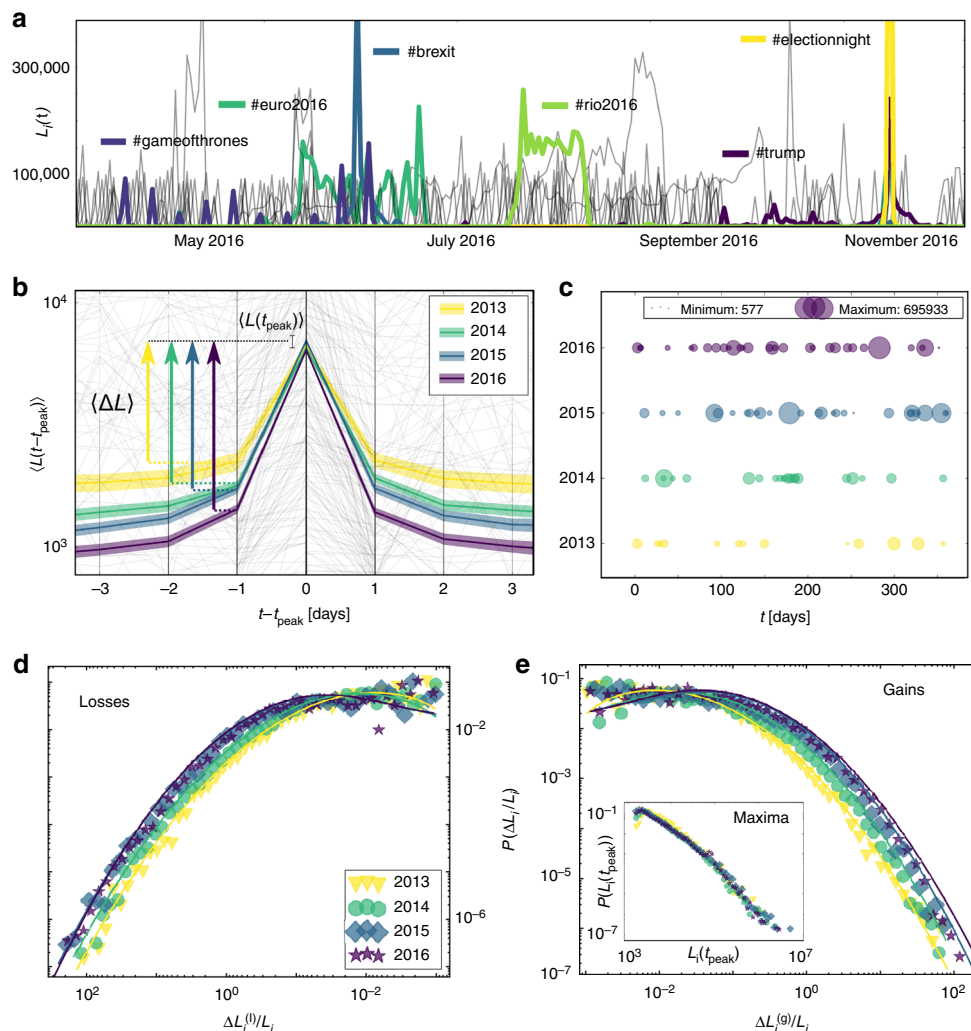 a
L_i(t)
300,000
100,000
#gameofthrones
#euro2016
#brexit
#rio2016
#electionnight
#trump
May 2016
July 2016
September 2016
November 2016
b
⟨L(t–t_peak)⟩
10^4
10^3
⟨ΔL⟩
⟨L(t_peak)⟩
2013
2014
2015
2016
–3
–2
–1
0
1
2
3
t–t_peak [days]
c
Minimum: 577
Maximum: 695933
2016
2015
2014
2013
0
100
200
300
t [days]
d
Losses
10^–2
10^–6
2013
2014
2015
2016
10^2
10^0
10^–2
ΔL_i^(l)/L_i
e
Gains
P(ΔL_i/L_i)
10^–1
10^–3
10^–5
10^–7
Maxima
P(L_i(t_peak))
10^–1
10^–7
10^3
L_i(t_peak)
10^7
10^–2
10^0
10^2
ΔL_i^(g)/L_i